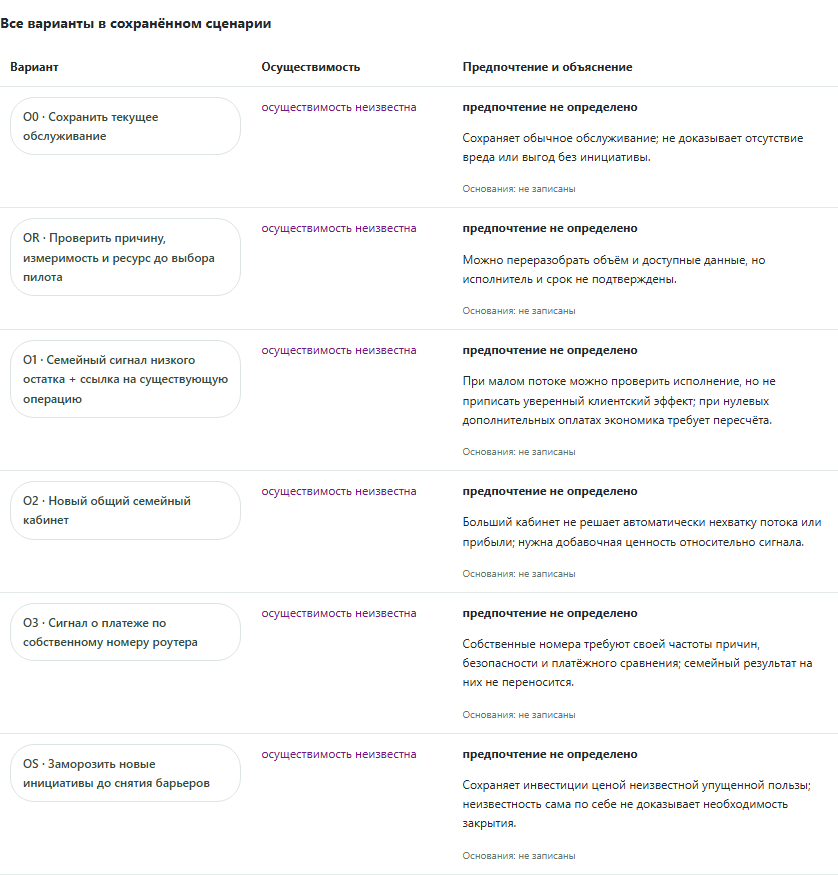 Все варианты в сохранённом сценарии
Вариант
Осуществимость
Предпочтение и объяснение
O0 · Сохранить текущее
обслуживание
осуществимость неизвестна
предпочтение не определено
Сохраняет обычное обслуживание; не доказывает отсутствие
вреда или выгод без инициативы.
Основания: не записаны
OR · Проверить причину,
измеримость и ресурс до выбора
пилота
осуществимость неизвестна
предпочтение не определено
Можно переразобрать объём и доступные данные, но
исполнитель и срок не подтверждены.
Основания: не записаны
O1 · Семейный сигнал низкого
остатка + ссылка на существующую
операцию
осуществимость неизвестна
предпочтение не определено
При малом потоке можно проверить исполнение, но не
приписать уверенный клиентский эффект; при нулевых
дополнительных оплатах экономика требует пересчёта.
Основания: не записаны
O2 · Новый общий семейный
кабинет
осуществимость неизвестна
предпочтение не определено
Больший кабинет не решает автоматически нехватку потока или
прибыли; нужна добавочная ценность относительно сигнала.
Основания: не записаны
O3 · Сигнал о платеже по
собственному номеру роутера
осуществимость неизвестна
предпочтение не определено
Собственные номера требуют своей частоты причин,
безопасности и платёжного сравнения; семейный результат на
них не переносится.
Основания: не записаны
OS · Заморозить новые
инициативы до снятия барьеров
осуществимость неизвестна
предпочтение не определено
Сохраняет инвестиции ценой неизвестной упущенной пользы;
неизвестность сама по себе не доказывает необходимость
закрытия.
Основания: не записаны